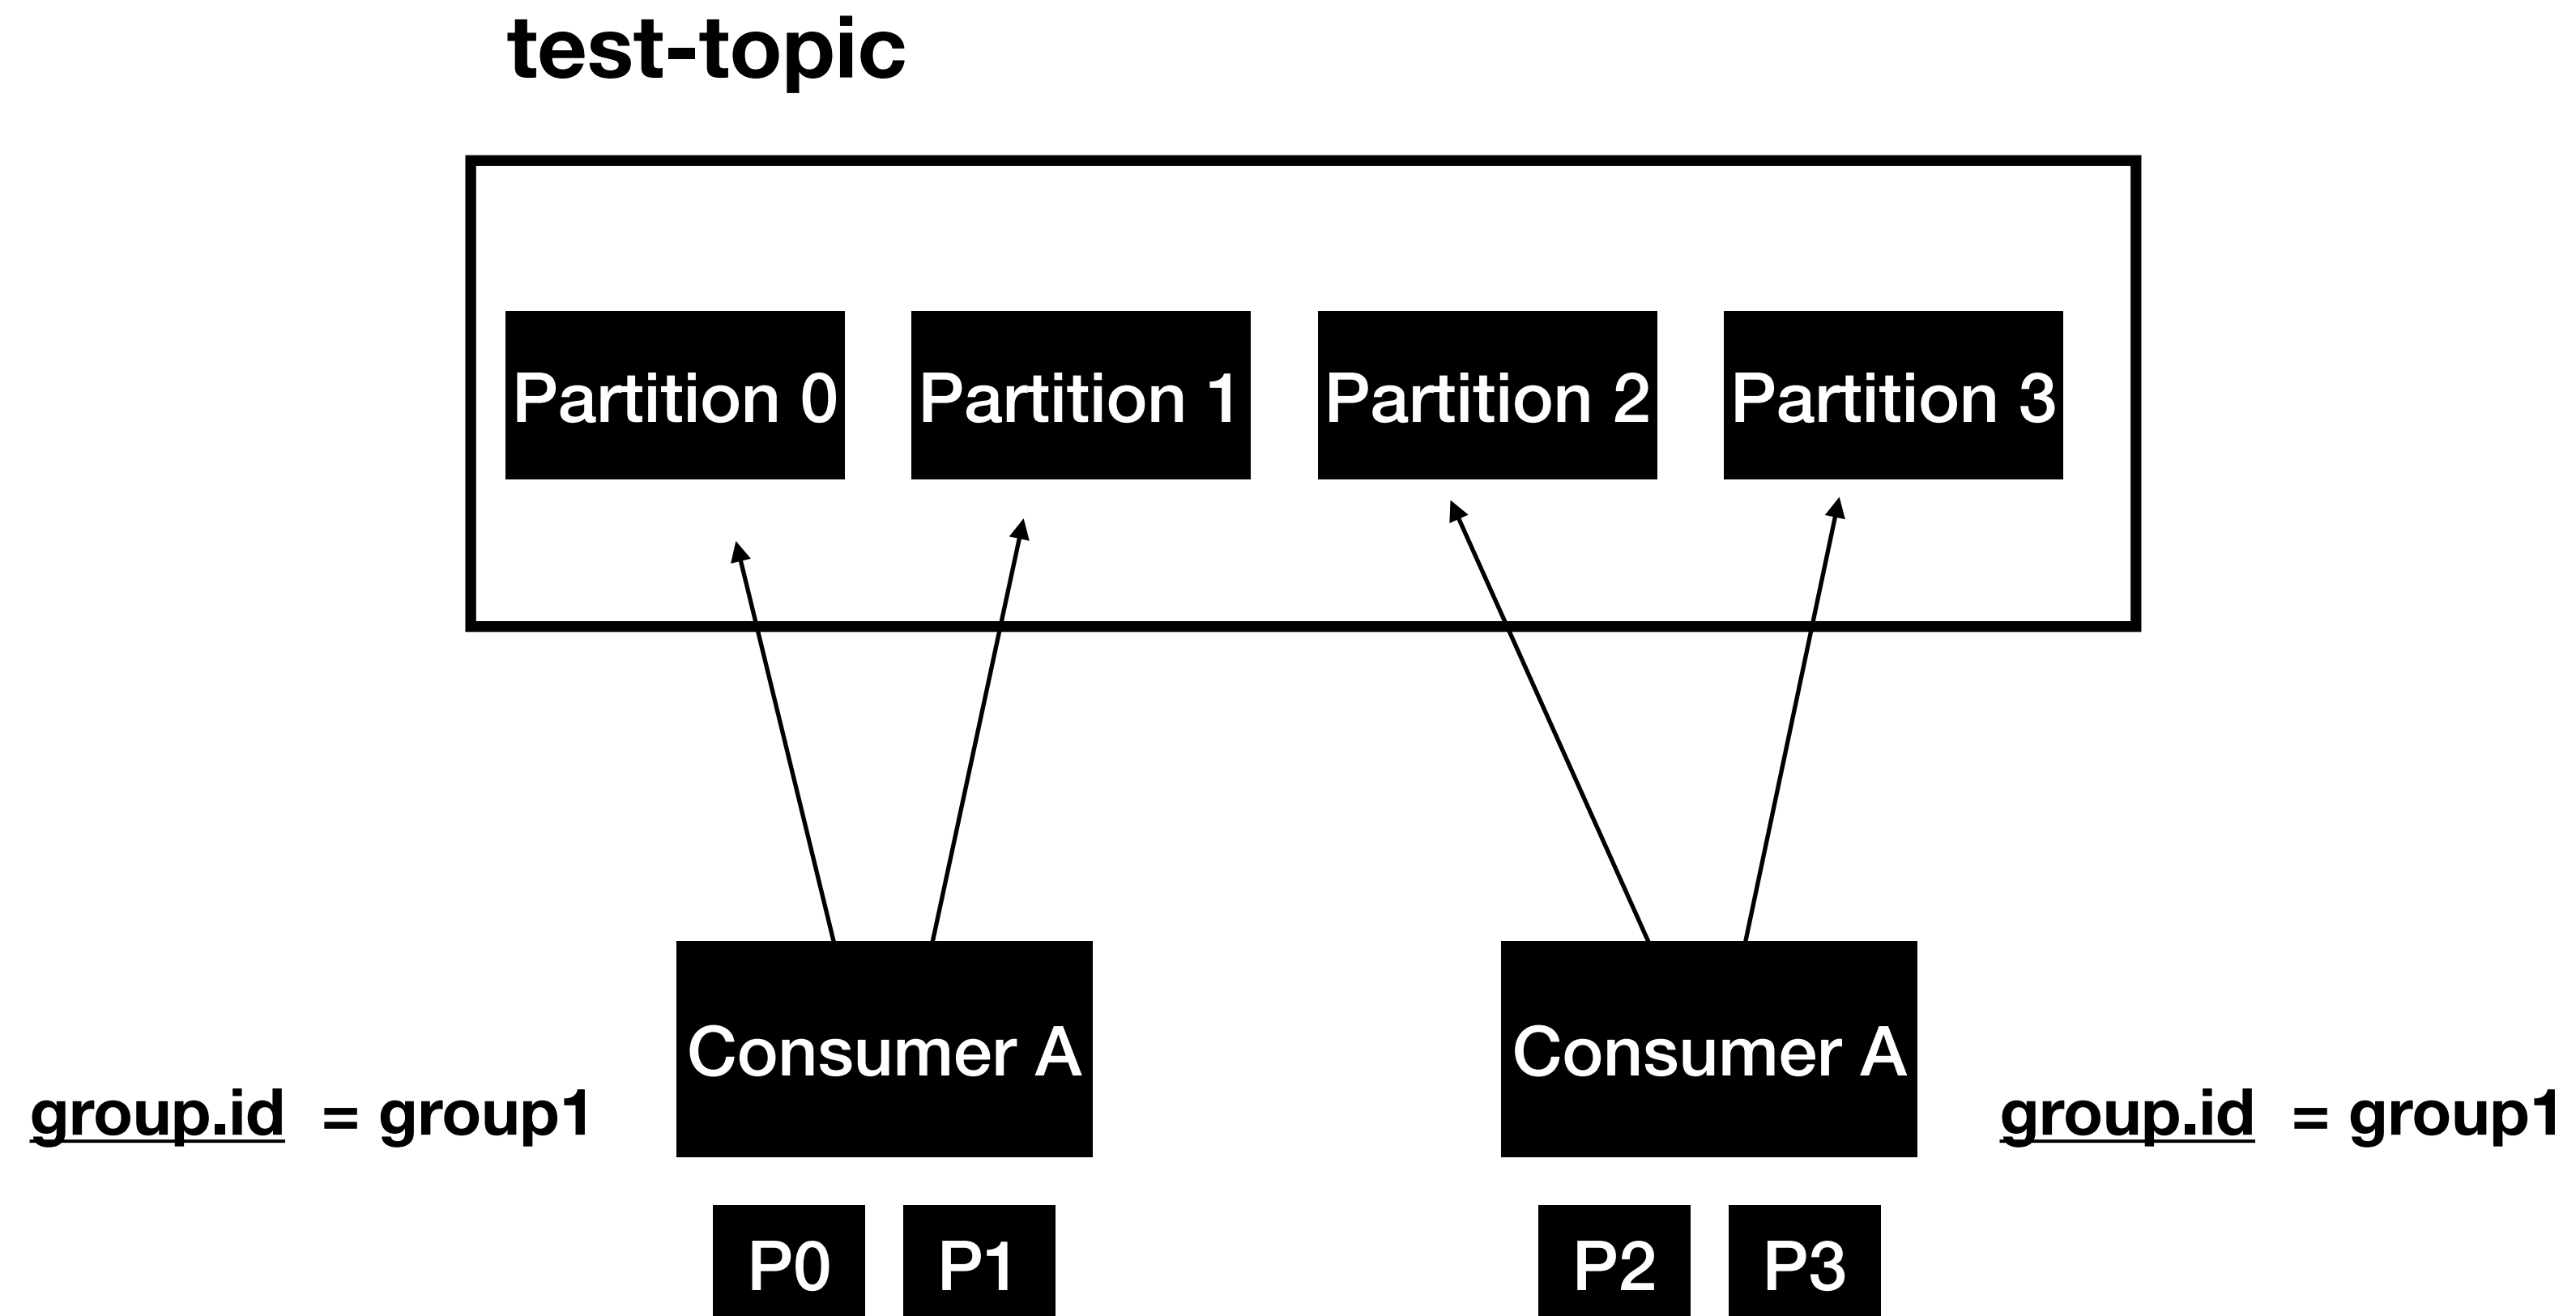 test-topic
Partition 0
Partition 1
Partition 2
Partition 3
Consumer A
Consumer A
group.id = group1
group.id = group1
P0
P1
P2
P3